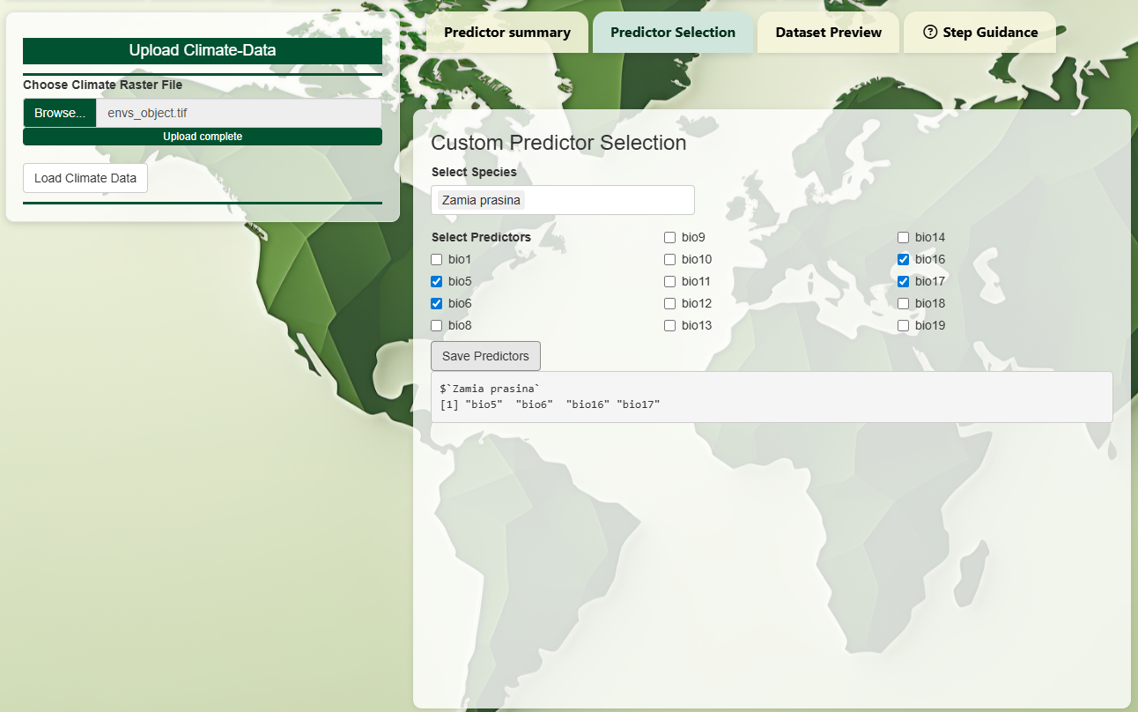 Upload Climate-Data
Choose Climate Raster File
Browse... envs_object.tif
Upload complete
Load Climate Data
Predictor summary
Predictor Selection
Dataset Preview
Step Guidance
Custom Predictor Selection
Select Species
Zamia prasina
Select Predictors
bio1
bio5
bio6
bio8
bio9
bio10
bio11
bio12
bio13
bio14
bio16
bio17
bio18
bio19
Save Predictors
$`Zamia prasina`
[1] "bio5"  "bio6"  "bio16" "bio17"